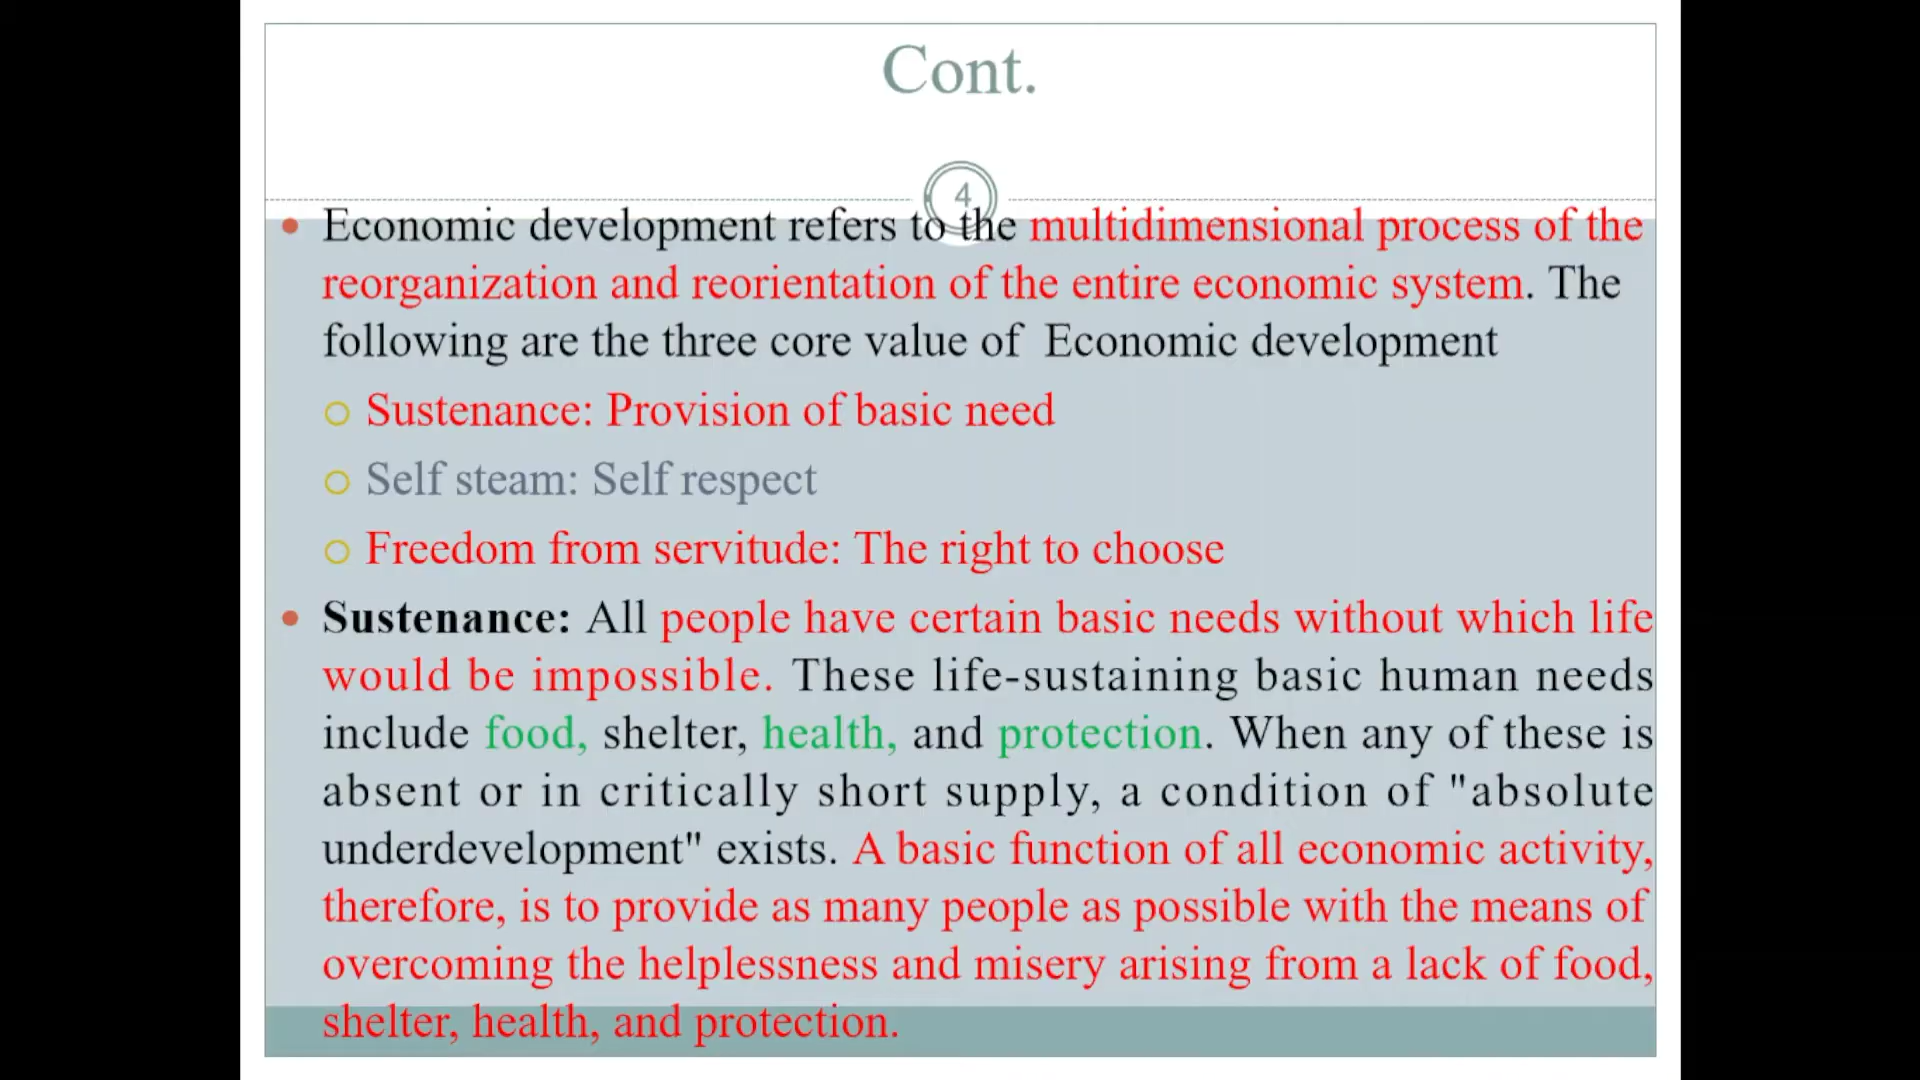 Cont.
4
• Economic development refers to the multidimensional process of the
reorganization and reorientation of the entire economic system. The
following are the three core value of Economic development
○ Sustenance: Provision of basic need
○ Self steam: Self respect
○ Freedom from servitude: The right to choose
• Sustenance: All people have certain basic needs without which life
would be impossible. These life-sustaining basic human needs
include food, shelter, health, and protection. When any of these is
absent or in critically short supply, a condition of "absolute
underdevelopment" exists. A basic function of all economic activity,
therefore, is to provide as many people as possible with the means of
overcoming the helplessness and misery arising from a lack of food,
shelter, health, and protection.